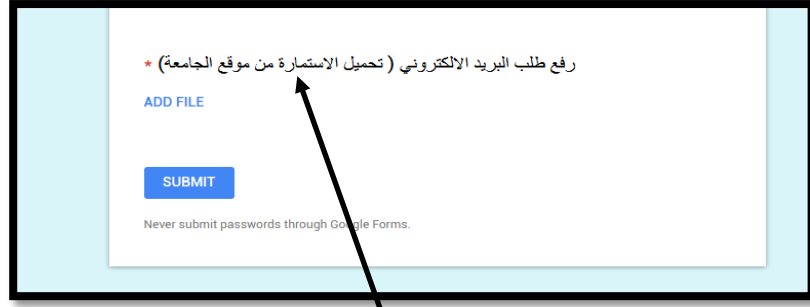 رفع طلب البريد الالكتروني ( تحميل الاستمارة من موقع الجامعة) *
ADD FILE
SUBMIT
Never submit passwords through Google Forms.